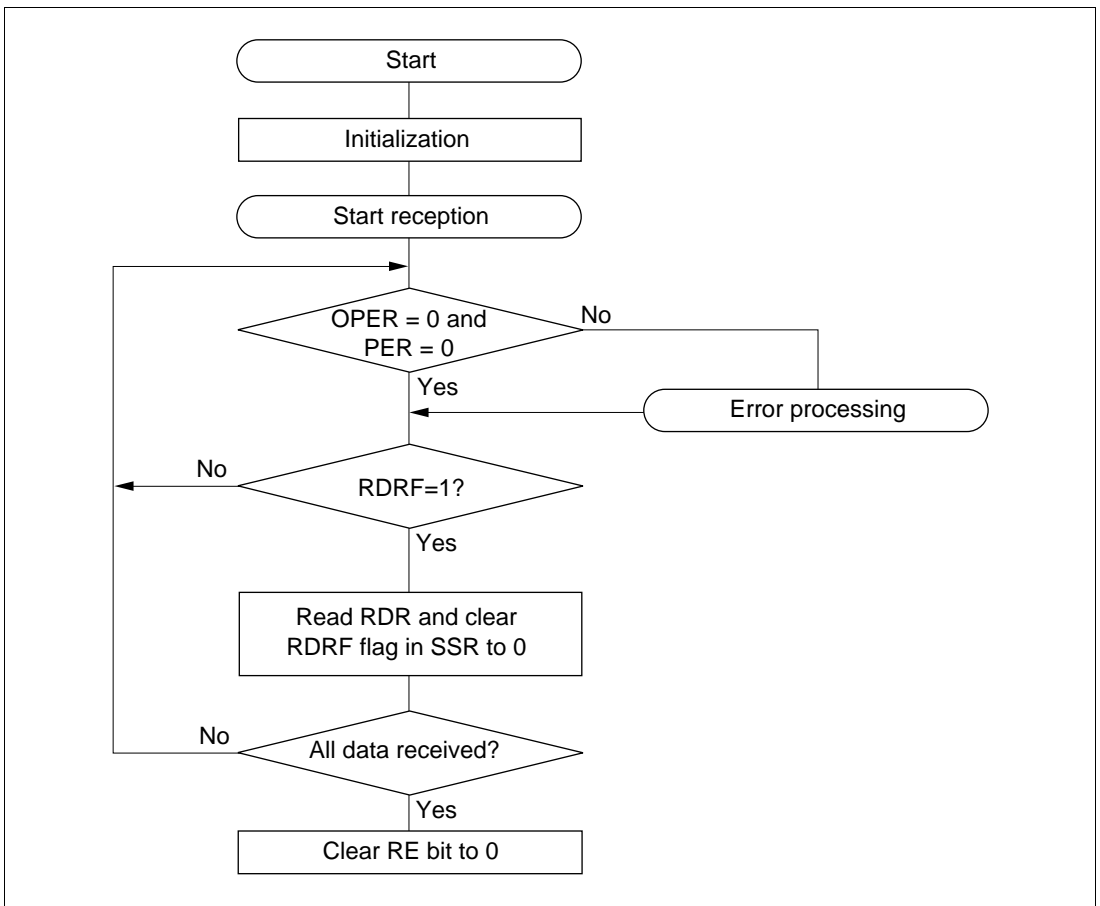 Start
Initialization
Start reception
OPER = 0 and
PER = 0
No
Yes
Error processing
No
RDRF=1?
Yes
Read RDR and clear
RDRF flag in SSR to 0
No
All data received?
Yes
Clear RE bit to 0